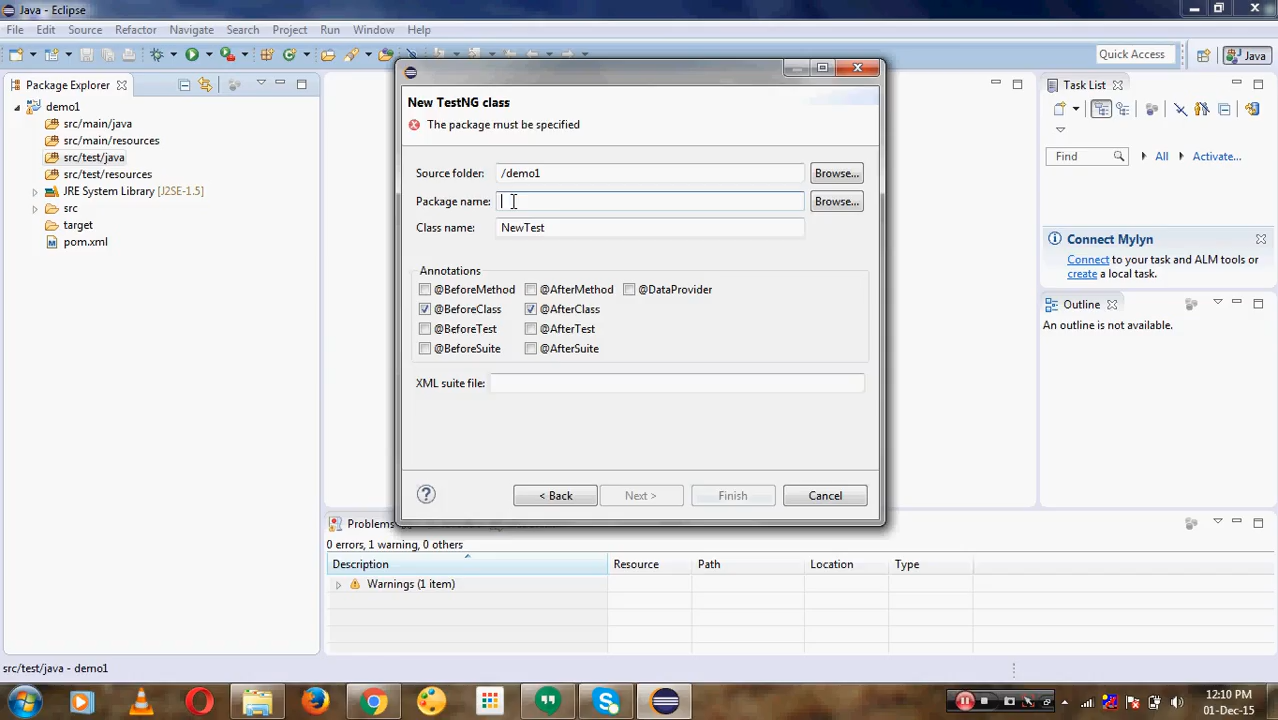 Java - Eclipse
File Edit Source Refactor Navigate Search Project Run Window Help
Quick Access Java
Package Explorer
demo1
src/main/java
src/main/resources
src/test/java
src/test/resources
JRE System Library [J2SE-1.5]
src
target
pom.xml
New TestNG class
The package must be specified
Source folder: /demo1 Browse...
Package name: Browse...
Class name: NewTest
Annotations
@BeforeMethod @AfterMethod @DataProvider
@BeforeClass @AfterClass
@BeforeTest @AfterTest
@BeforeSuite @AfterSuite
XML suite file:
? < Back Next > Finish Cancel
Task List
Find All Activate...
Connect Mylyn
Connect to your task and ALM tools or
create a local task.
Outline
An outline is not available.
Problems
0 errors, 1 warning, 0 others
Description Resource Path Location Type
Warnings (1 item)
src/test/java - demo1
12:10 PM
01-Dec-15